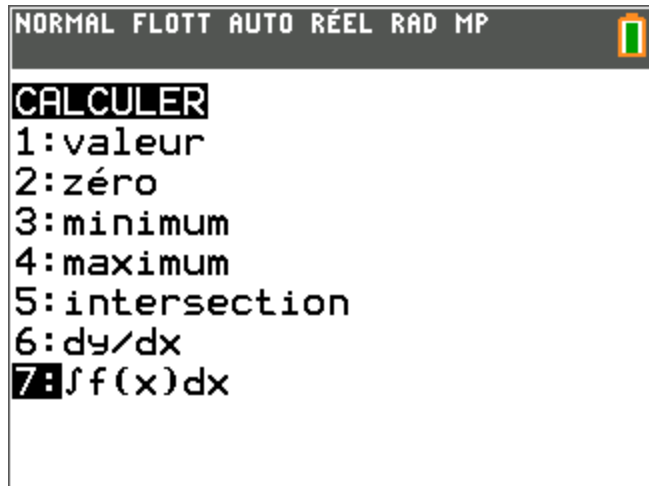 NORMAL FLOTT AUTO RÉEL RAD MP
CALCULER
1:valeur
2:zéro
3:minimum
4:maximum
5:intersection
6:dy/dx
7:∫f(x)dx